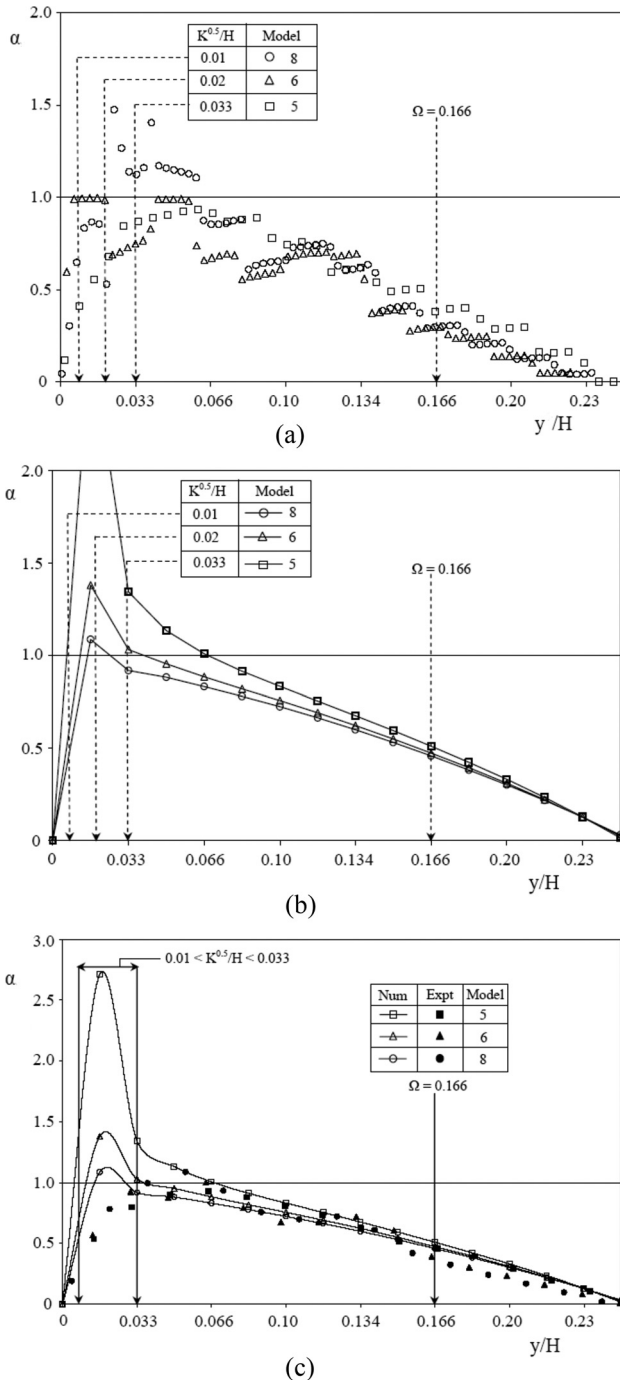 α
2.0
1.5
1.0
0.5
0
K^0.5/H Model
0.01 8
0.02 6
0.033 5
Ω = 0.166
0 0.033 0.066 0.10 0.134 0.166 0.20 0.23
y /H
(a)
α
2.0
1.5
1.0
0.5
0
K^0.5/H Model
0.01 8
0.02 6
0.033 5
Ω = 0.166
0 0.033 0.066 0.10 0.134 0.166 0.20 0.23
y/H
(b)
α
3.0
2.5
2.0
1.5
1.0
0.5
0
0.01 < K^0.5/H < 0.033
Num Expt Model
5
6
8
Ω = 0.166
0 0.033 0.066 0.10 0.134 0.166 0.20 0.23
y/H
(c)